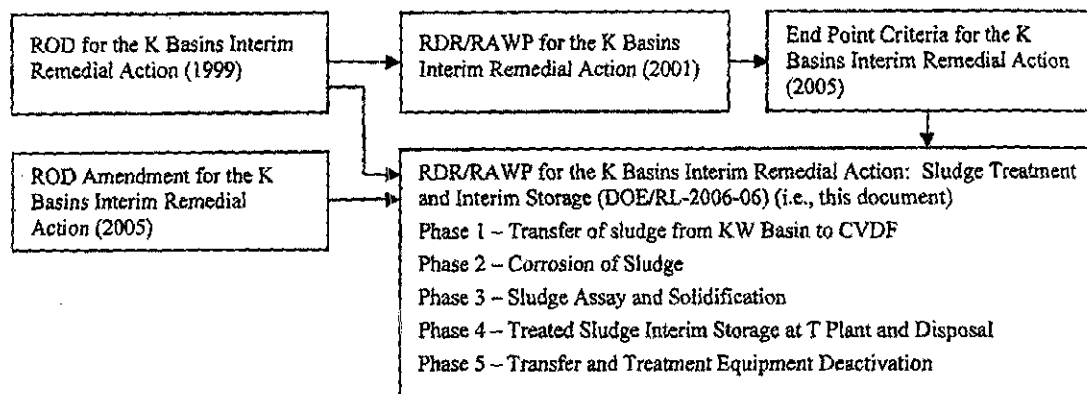 ROD for the K Basins Interim
Remedial Action (1999)
RDR/RAWP for the K Basins
Interim Remedial Action (2001)
End Point Criteria for the K
Basins Interim Remedial Action
(2005)
ROD Amendment for the K
Basins Interim Remedial
Action (2005)
RDR/RAWP for the K Basins Interim Remedial Action: Sludge Treatment
and Interim Storage (DOE/RL-2006-06) (i.e., this document)
Phase 1 – Transfer of sludge from KW Basin to CVDF
Phase 2 – Corrosion of Sludge
Phase 3 – Sludge Assay and Solidification
Phase 4 – Treated Sludge Interim Storage at T Plant and Disposal
Phase 5 – Transfer and Treatment Equipment Deactivation